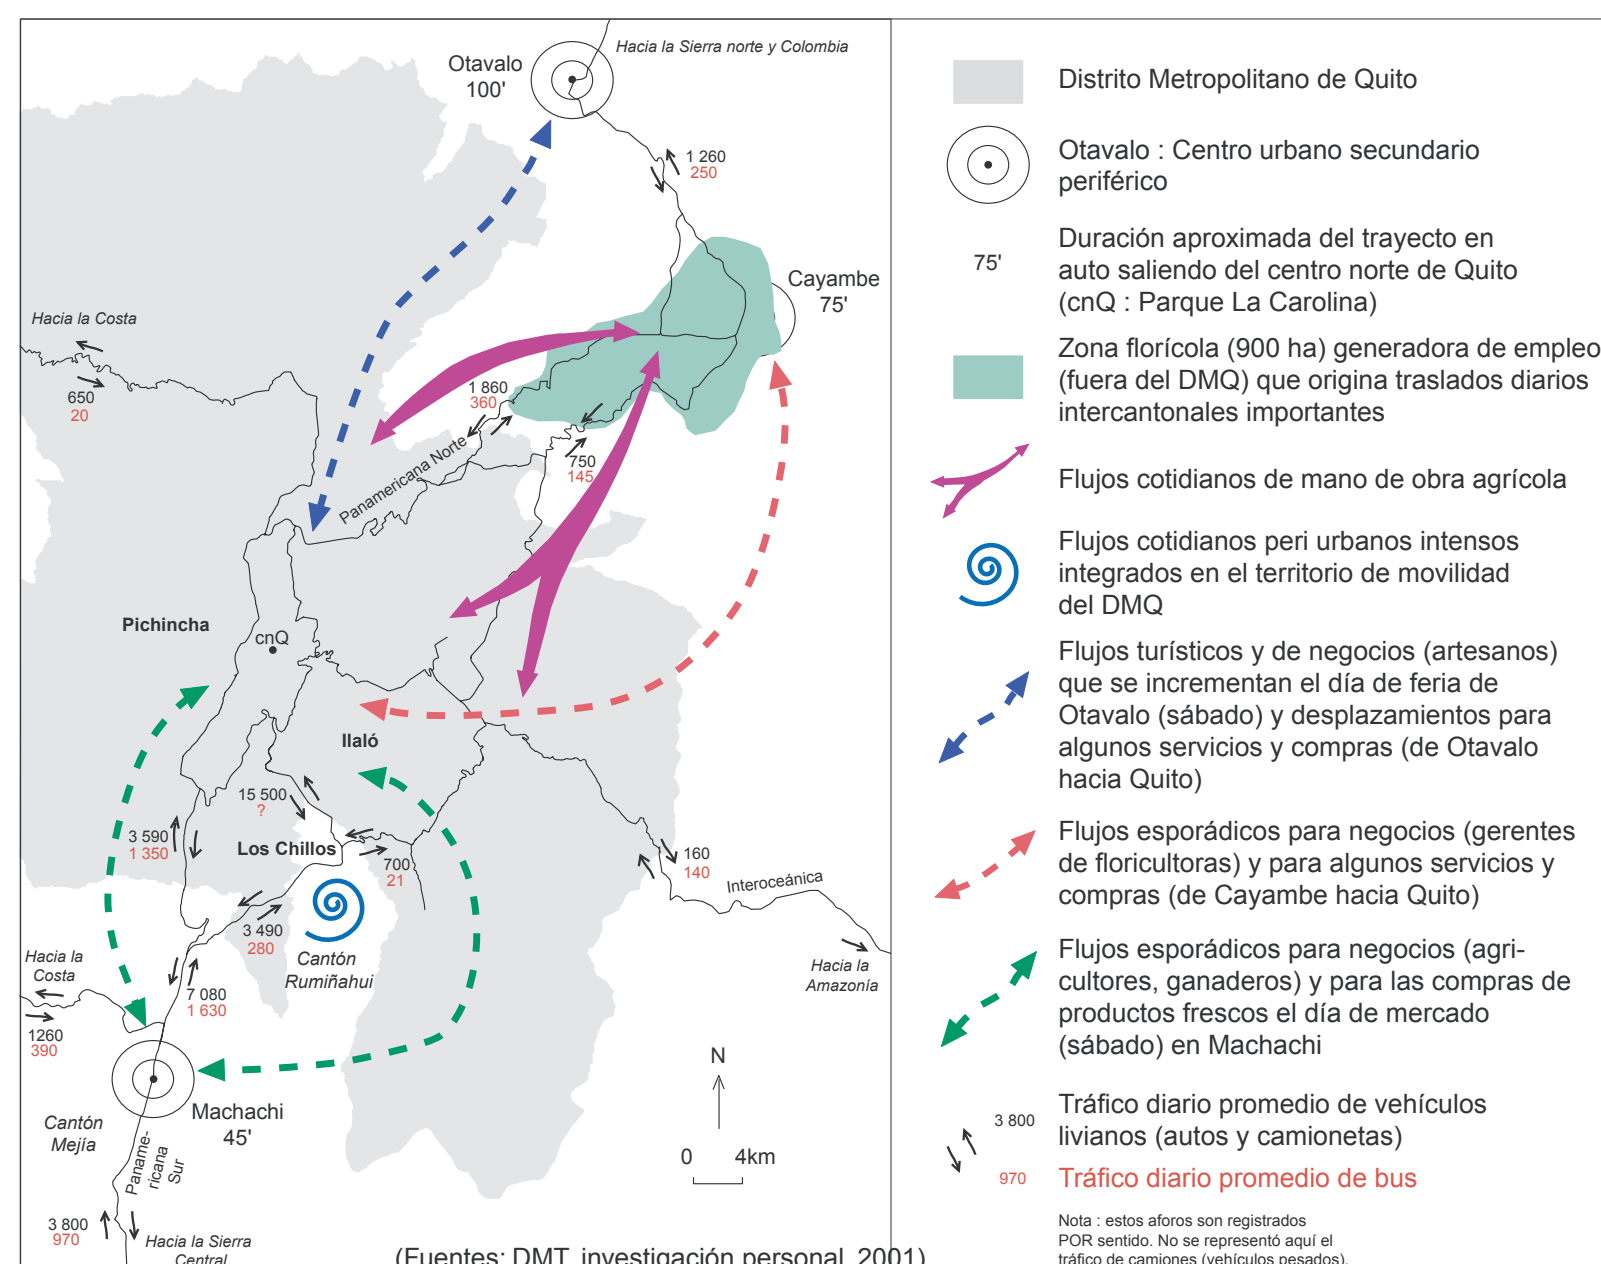 Hacia la Sierra norte y Colombia
Otavalo
100'
1 260
250
Cayambe
75'
Hacia la Costa
650
20
1 860
360
Panamericana Norte
750
145
Pichincha
cnQ
Ilaló
15 500
?
3 590
1 350
Los Chillos
700
21
160
140
Interoceánica
3 490
280
Cantón
Rumiñahui
Hacia la
Costa
Hacia la
Amazonía
7 080
1 630
1260
390
Machachi
45'
Cantón
Mejía
Paname-
ricana
Sur
N
0 4km
3 800
970
Hacia la Sierra
Central
(Fuentes: DMT, investigación personal, 2001)
Distrito Metropolitano de Quito
Otavalo : Centro urbano secundario
periférico
75'
Duración aproximada del trayecto en
auto saliendo del centro norte de Quito
(cnQ : Parque La Carolina)
Zona florícola (900 ha) generadora de empleo
(fuera del DMQ) que origina traslados diarios
intercantonales importantes
Flujos cotidianos de mano de obra agrícola
Flujos cotidianos peri urbanos intensos
integrados en el territorio de movilidad
del DMQ
Flujos turísticos y de negocios (artesanos)
que se incrementan el día de feria de
Otavalo (sábado) y desplazamientos para
algunos servicios y compras (de Otavalo
hacia Quito)
Flujos esporádicos para negocios (gerentes
de floricultoras) y para algunos servicios y
compras (de Cayambe hacia Quito)
Flujos esporádicos para negocios (agri-
cultores, ganaderos) y para las compras de
productos frescos el día de mercado
(sábado) en Machachi
3 800
Tráfico diario promedio de vehículos
livianos (autos y camionetas)
970
Tráfico diario promedio de bus
Nota : estos aforos son registrados
POR sentido. No se representó aquí el
tráfico de camiones (vehículos pesados).